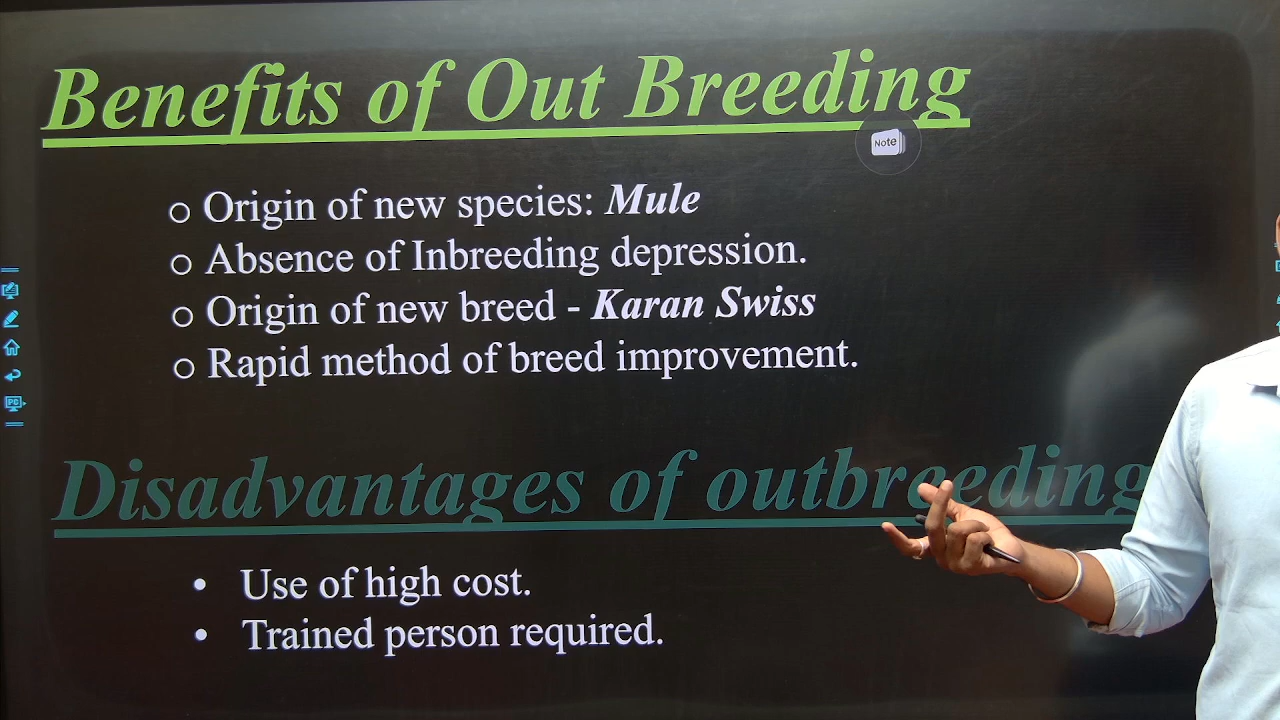 Benefits of Out Breeding
Note
Origin of new species: Mule
Absence of Inbreeding depression.
Origin of new breed - Karan Swiss
Rapid method of breed improvement.
Disadvantages of outbreeding
Use of high cost.
Trained person required.
PC